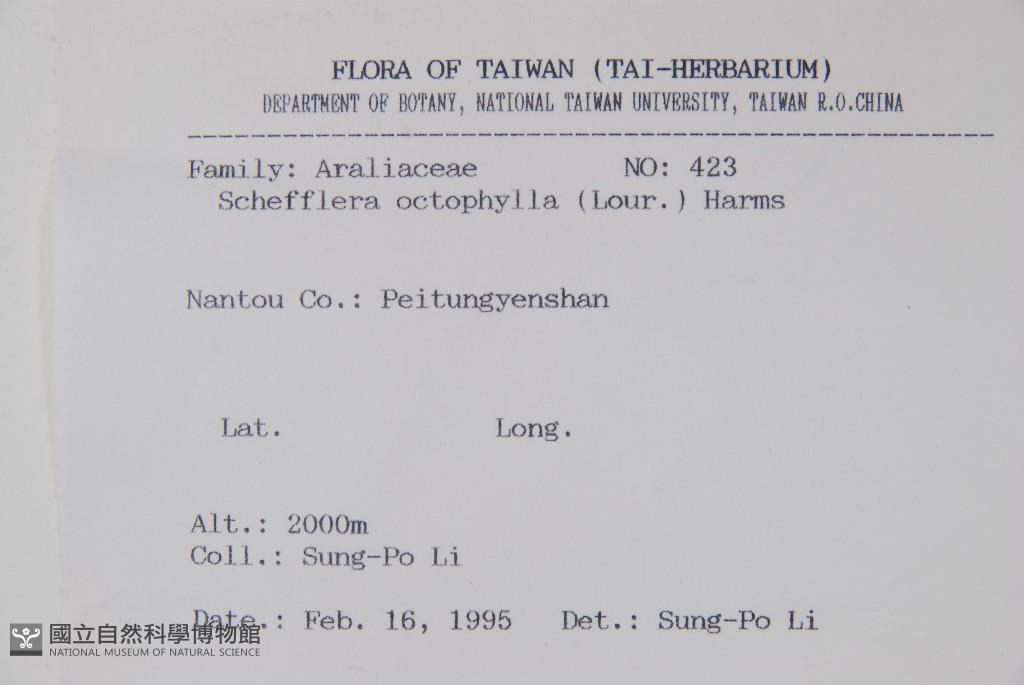 FLORA OF TAIWAN (TAI-HERBARIUM)
DEPARTMENT OF BOTANY, NATIONAL TAIWAN UNIVERSITY, TAIWAN R.O.CHINA
Family: Araliaceae NO: 423
Schefflera octophylla (Lour.) Harms
Nantou Co.: Peitungyenshan
Lat. Long.
Alt.: 2000m
Coll.: Sung-Po Li
Date.: Feb. 16, 1995 Det.: Sung-Po Li
國立自然科學博物館
NATIONAL MUSEUM OF NATURAL SCIENCE